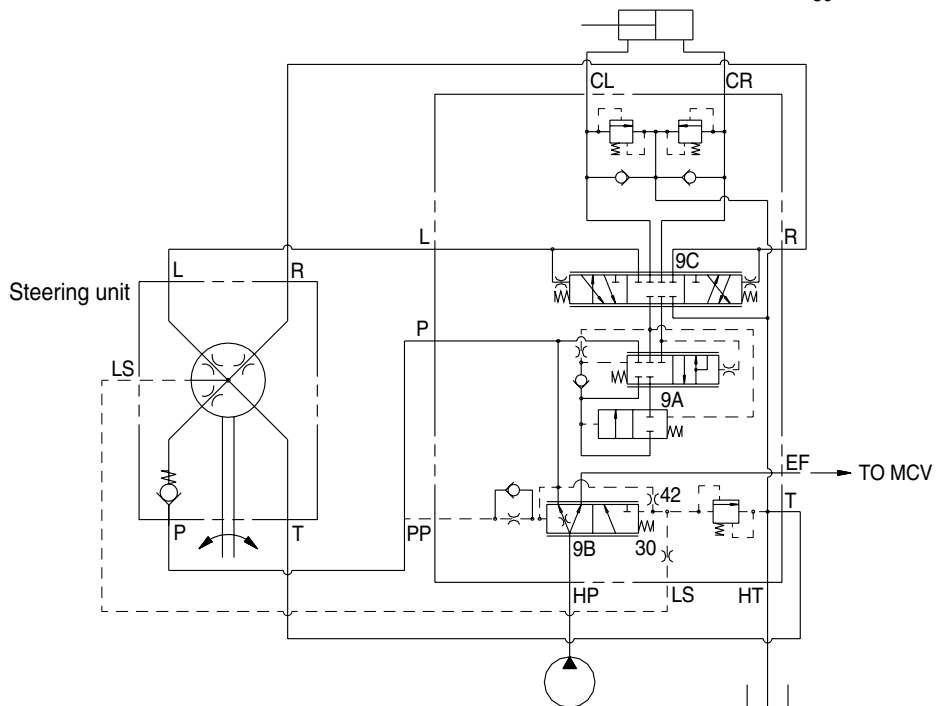 CL CR
L R
9C
L R
Steering unit
P
LS
9A
EF TO MCV
42 T
P T PP
9B 30
HP LS HT